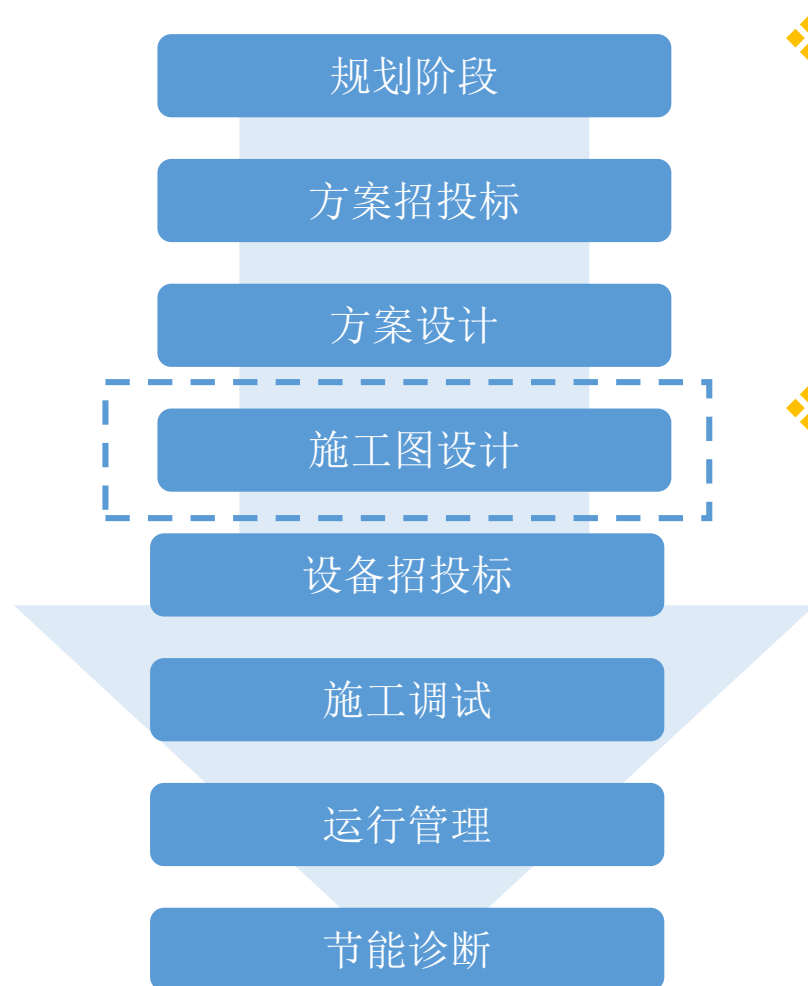 规划阶段
方案招投标
方案设计
施工图设计
设备招投标
施工调试
运行管理
节能诊断